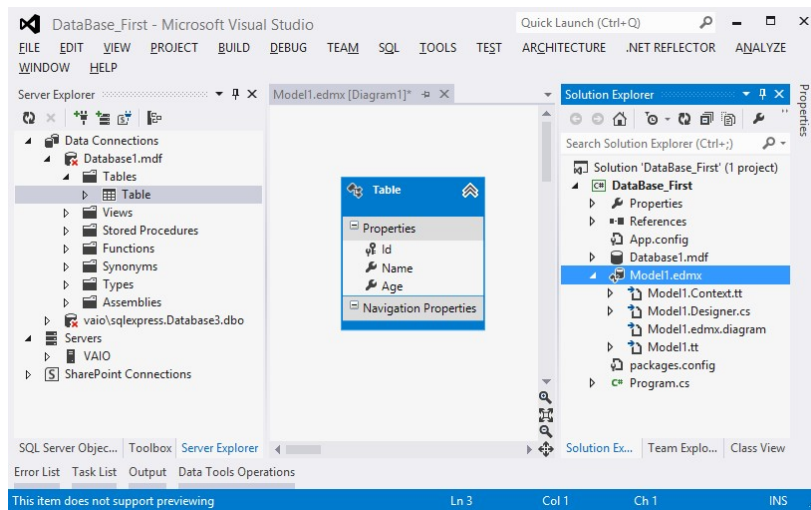 DataBase_First - Microsoft Visual Studio
Quick Launch (Ctrl+Q)
FILE EDIT VIEW PROJECT BUILD DEBUG TEAM SQL TOOLS TEST ARCHITECTURE .NET REFLECTOR ANALYZE
WINDOW HELP
Server Explorer
Data Connections
Database1.mdf
Tables
Table
Views
Stored Procedures
Functions
Synonyms
Types
Assemblies
vaio\sqlexpress.Database3.dbo
Servers
VAIO
SharePoint Connections
SQL Server Objec... Toolbox Server Explorer
Model1.edmx [Diagram1]*
Table
Properties
Id
Name
Age
Navigation Properties
Solution Explorer
Search Solution Explorer (Ctrl+;)
Solution 'DataBase_First' (1 project)
C# DataBase_First
Properties
References
App.config
Database1.mdf
Model1.edmx
Model1.Context.tt
Model1.Designer.cs
Model1.edmx.diagram
Model1.tt
packages.config
C# Program.cs
Solution Ex... Team Explo... Class View
Properties
Error List Task List Output Data Tools Operations
This item does not support previewing Ln 3 Col 1 Ch 1 INS